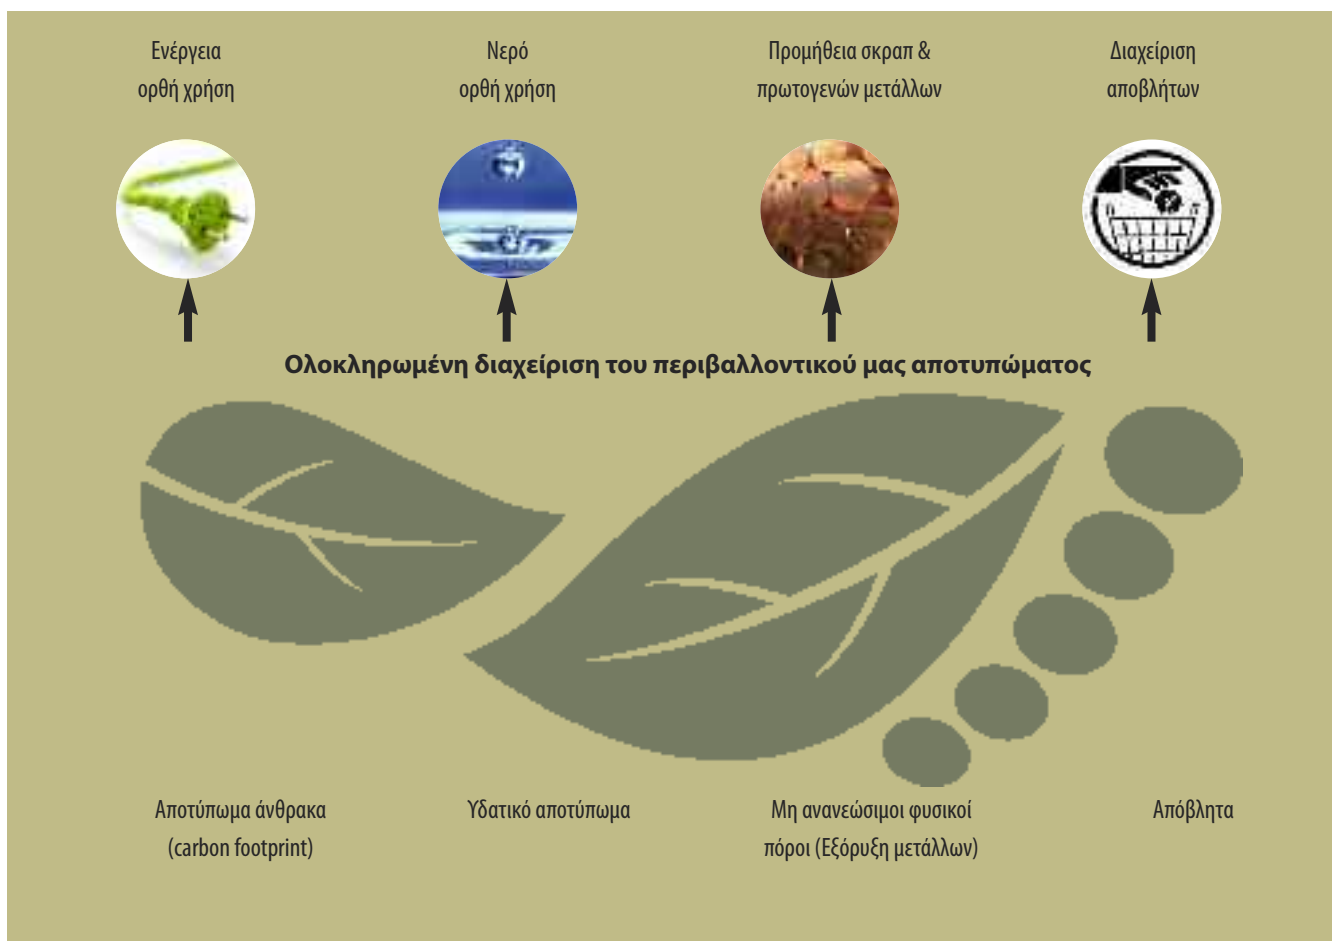 Ενέργεια
ορθή χρήση
Νερό
ορθή χρήση
Προμήθεια σκραπ &
πρωτογενών μετάλλων
Διαχείριση
αποβλήτων
Ολοκληρωμένη διαχείριση του περιβαλλοντικού μας αποτυπώματος
Αποτύπωμα άνθρακα
(carbon footprint)
Υδατικό αποτύπωμα
Μη ανανεώσιμοι φυσικοί
πόροι (Εξόρυξη μετάλλων)
Απόβλητα